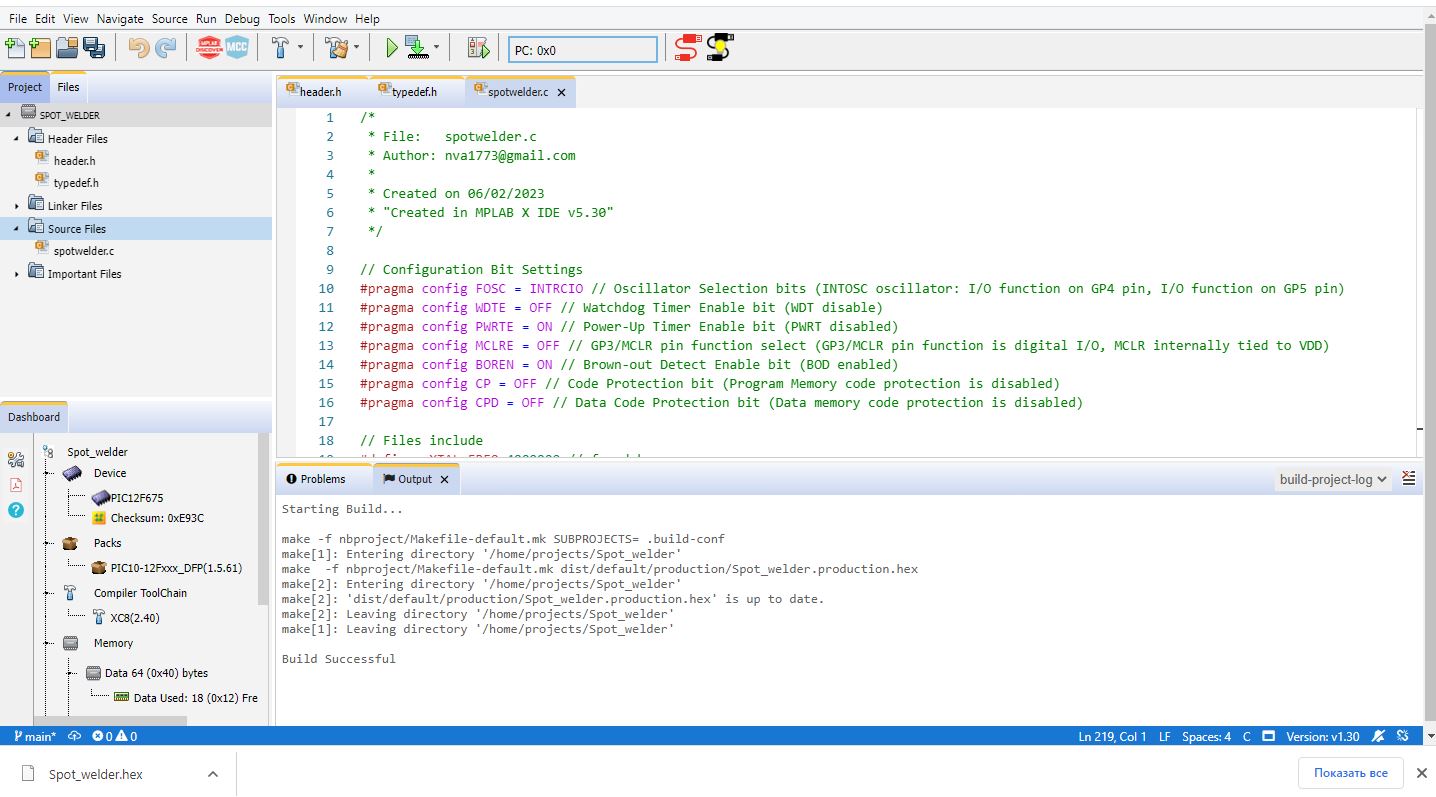 File Edit View Navigate Source Run Debug Tools Window Help
MPLAB DISCOVER MCC PC: 0x0
Project Files
SPOT_WELDER
Header Files
header.h
typedef.h
Linker Files
Source Files
spotwelder.c
Important Files
header.h typedef.h spotwelder.c
1 /*
2 * File: spotwelder.c
3 * Author: nva1773@gmail.com
4 *
5 * Created on 06/02/2023
6 * "Created in MPLAB X IDE v5.30"
7 */
8
9 // Configuration Bit Settings
10 #pragma config FOSC = INTRCIO // Oscillator Selection bits (INTOSC oscillator: I/O function on GP4 pin, I/O function on GP5 pin)
11 #pragma config WDTE = OFF // Watchdog Timer Enable bit (WDT disable)
12 #pragma config PWRTE = ON // Power-Up Timer Enable bit (PWRT disabled)
13 #pragma config MCLRE = OFF // GP3/MCLR pin function select (GP3/MCLR pin function is digital I/O, MCLR internally tied to VDD)
14 #pragma config BOREN = ON // Brown-out Detect Enable bit (BOD enabled)
15 #pragma config CP = OFF // Code Protection bit (Program Memory code protection is disabled)
16 #pragma config CPD = OFF // Data Code Protection bit (Data memory code protection is disabled)
17
18 // Files include
Dashboard
Spot_welder
Device
PIC12F675
Checksum: 0xE93C
Packs
PIC10-12Fxxx_DFP(1.5.61)
Compiler ToolChain
XC8(2.40)
Memory
Data 64 (0x40) bytes
Data Used: 18 (0x12) Fre
Problems Output build-project-log
Starting Build...
make -f nbproject/Makefile-default.mk SUBPROJECTS= .build-conf
make[1]: Entering directory '/home/projects/Spot_welder'
make -f nbproject/Makefile-default.mk dist/default/production/Spot_welder.production.hex
make[2]: Entering directory '/home/projects/Spot_welder'
make[2]: 'dist/default/production/Spot_welder.production.hex' is up to date.
make[2]: Leaving directory '/home/projects/Spot_welder'
make[1]: Leaving directory '/home/projects/Spot_welder'
Build Successful
main* 0 0 Ln 219, Col 1 LF Spaces: 4 C Version: v1.30
Spot_welder.hex Показать все